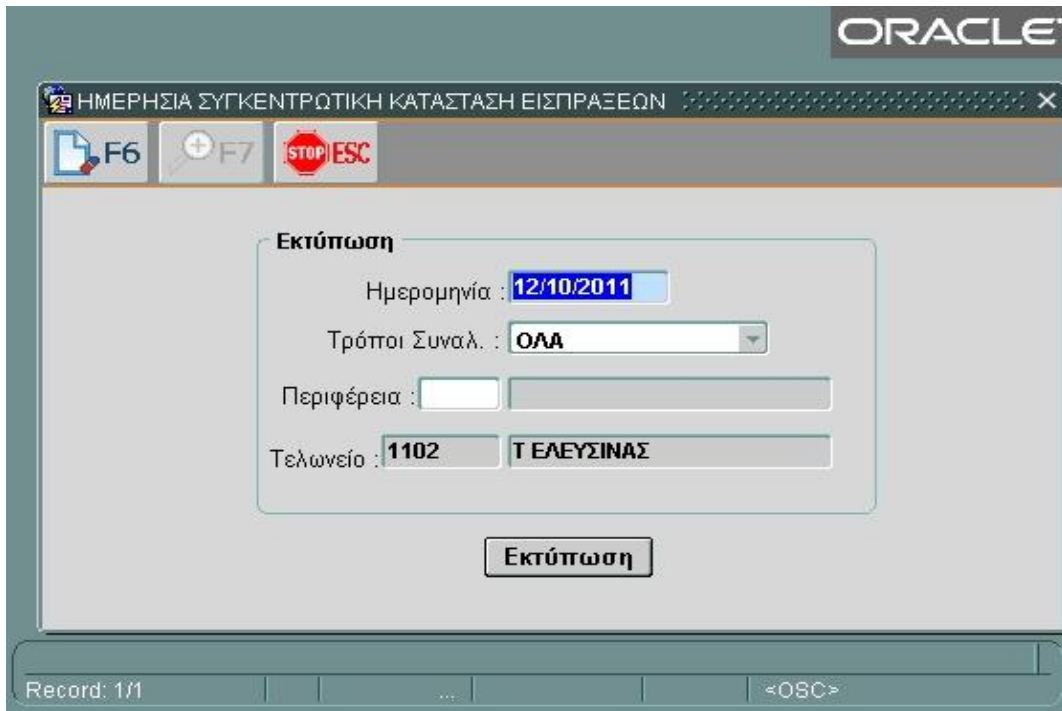 ORACLE
ΗΜΕΡΗΣΙΑ ΣΥΓΚΕΝΤΡΩΤΙΚΗ ΚΑΤΑΣΤΑΣΗ ΕΙΣΠΡΑΞΕΩΝ
F6 F7 STOP ESC
Εκτύπωση
Ημερομηνία : 12/10/2011
Τρόποι Συναλ. : ΟΛΑ
Περιφέρεια :
Τελωνείο : 1102 Τ ΕΛΕΥΣΙΝΑΣ
Εκτύπωση
Record: 1/1 ... <OSC>